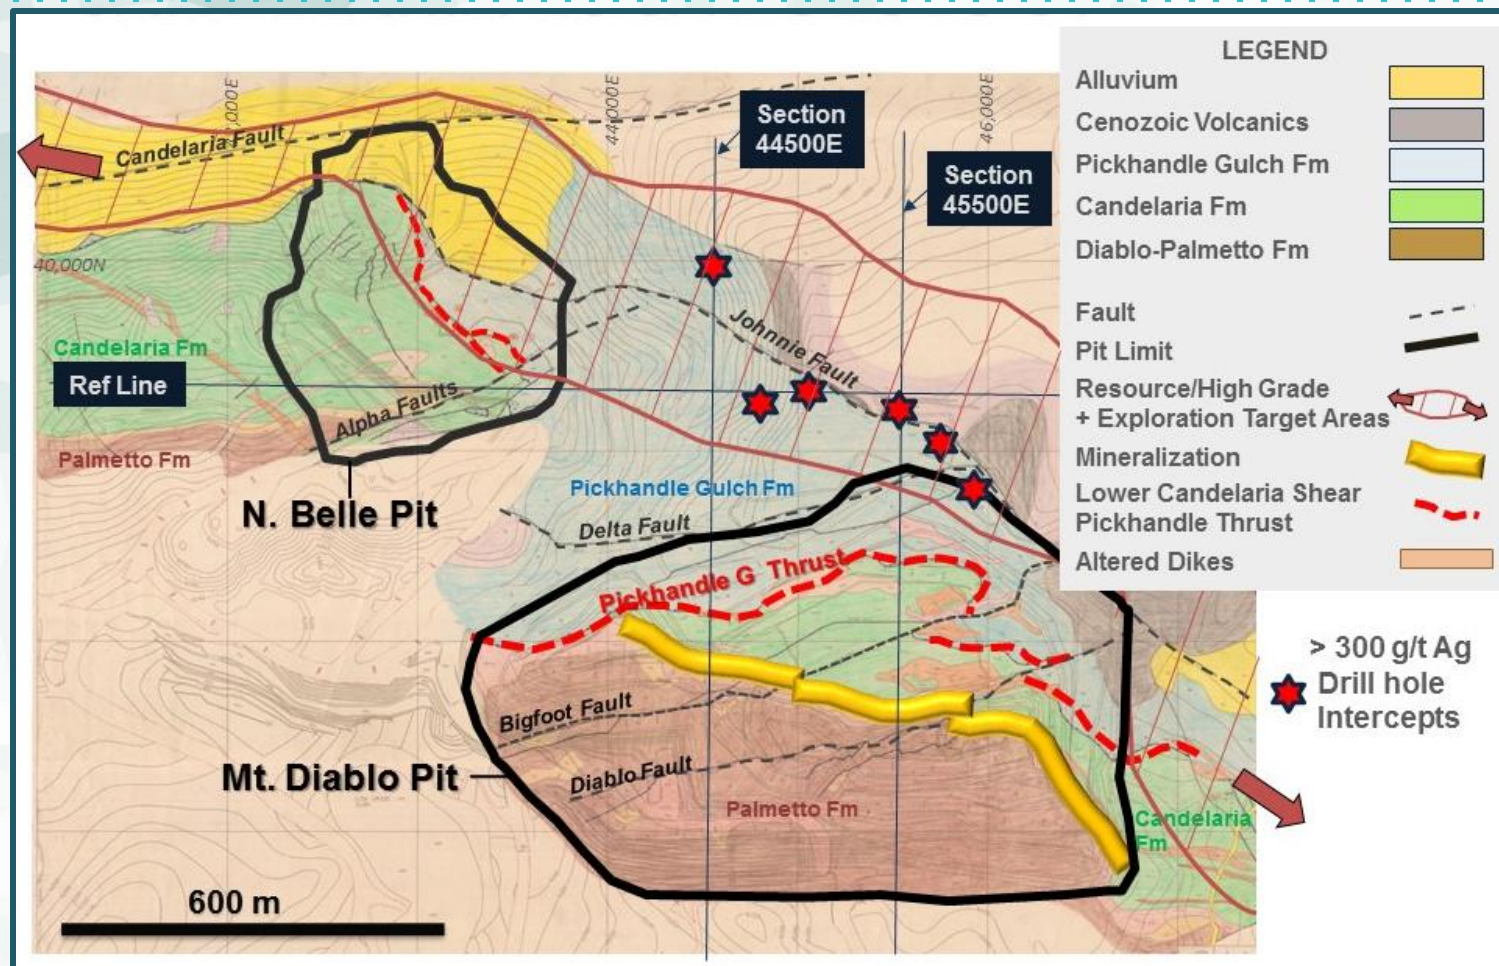 LEGEND
Alluvium
Cenozoic Volcanics
Pickhandle Gulch Fm
Candelaria Fm
Diablo-Palmetto Fm
Fault
Pit Limit
Resource/High Grade
+ Exploration Target Areas
Mineralization
Lower Candelaria Shear
Pickhandle Thrust
Altered Dikes
> 300 g/t Ag
Drill hole
Intercepts
44,000E
46,000E
Section
44500E
Section
45500E
Candelaria Fault
40,000N
Johnnie Fault
Candelaria Fm
Ref Line
Alpha Faults
Palmetto Fm
Pickhandle Gulch Fm
N. Belle Pit
Delta Fault
Pickhandle G Thrust
Bigfoot Fault
Mt. Diablo Pit
Diablo Fault
Palmetto Fm
Candelaria
Fm
600 m